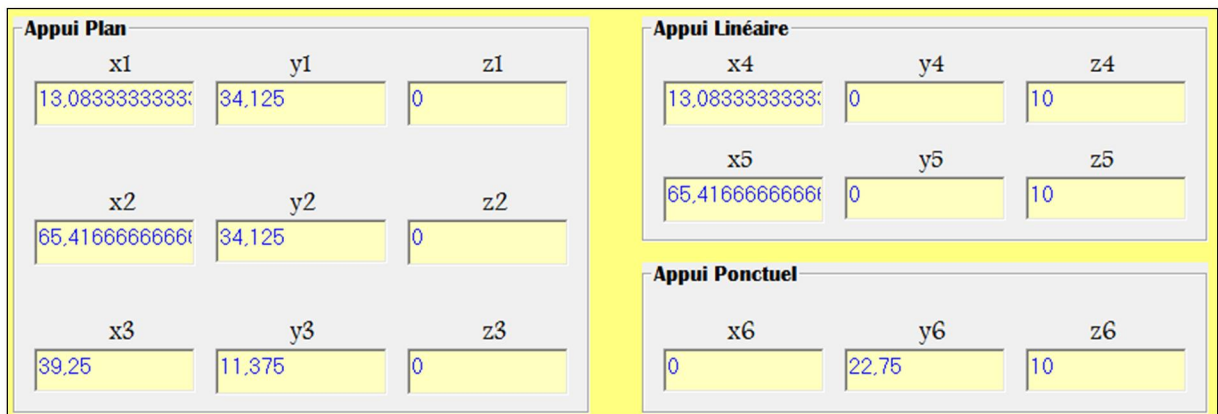 Appui Plan
x1 y1 z1
13,0833333333 34,125 0
x2 y2 z2
65,4166666666 34,125 0
x3 y3 z3
39,25 11,375 0
Appui Linéaire
x4 y4 z4
13,0833333333 0 10
x5 y5 z5
65,4166666666 0 10
Appui Ponctuel
x6 y6 z6
0 22,75 10